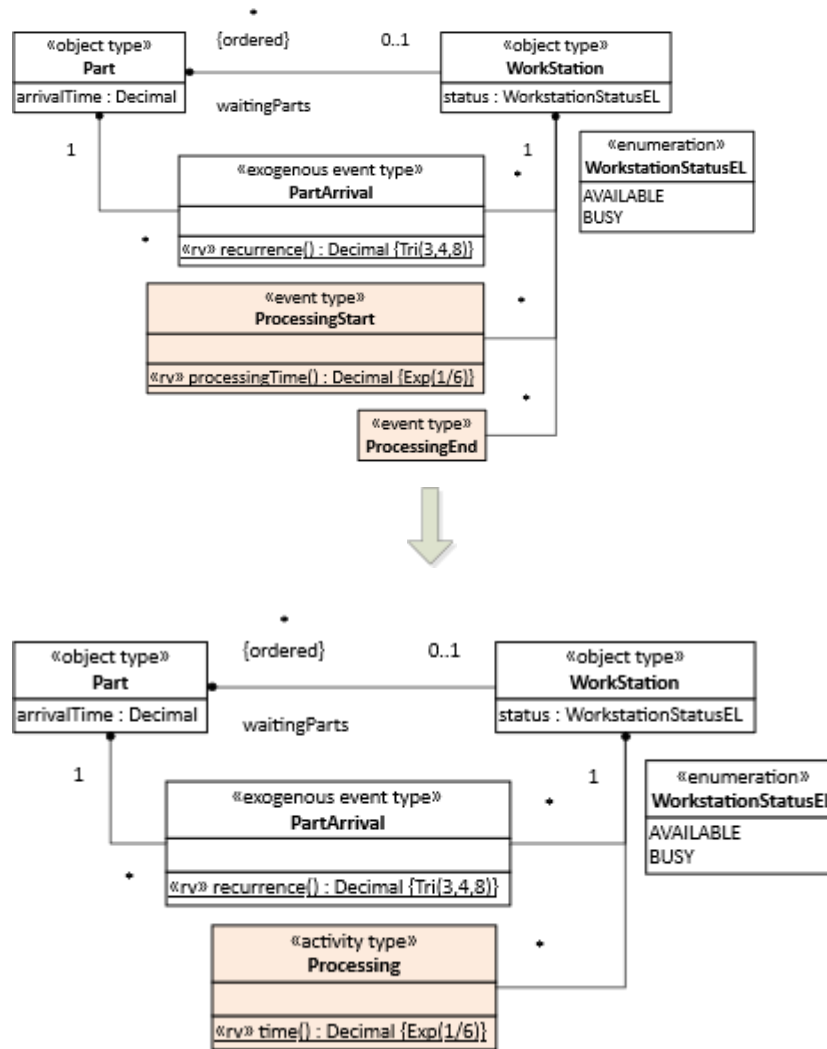 *
«object type»
Part
arrivalTime : Decimal
{ordered}
0..1
waitingParts
«object type»
WorkStation
status : WorkstationStatusEL
1
1
«exogenous event type»
PartArrival
«rv» recurrence() : Decimal {Tri(3,4,8)}
*
*
«enumeration»
WorkstationStatusEL
AVAILABLE
BUSY
«event type»
ProcessingStart
«rv» processingTime() : Decimal {Exp(1/6)}
*
«event type»
ProcessingEnd
*
*
«object type»
Part
arrivalTime : Decimal
{ordered}
0..1
waitingParts
«object type»
WorkStation
status : WorkstationStatusEL
1
1
«exogenous event type»
PartArrival
«rv» recurrence() : Decimal {Tri(3,4,8)}
*
*
«enumeration»
WorkstationStatusEL
AVAILABLE
BUSY
«activity type»
Processing
«rv» time() : Decimal {Exp(1/6)}
*